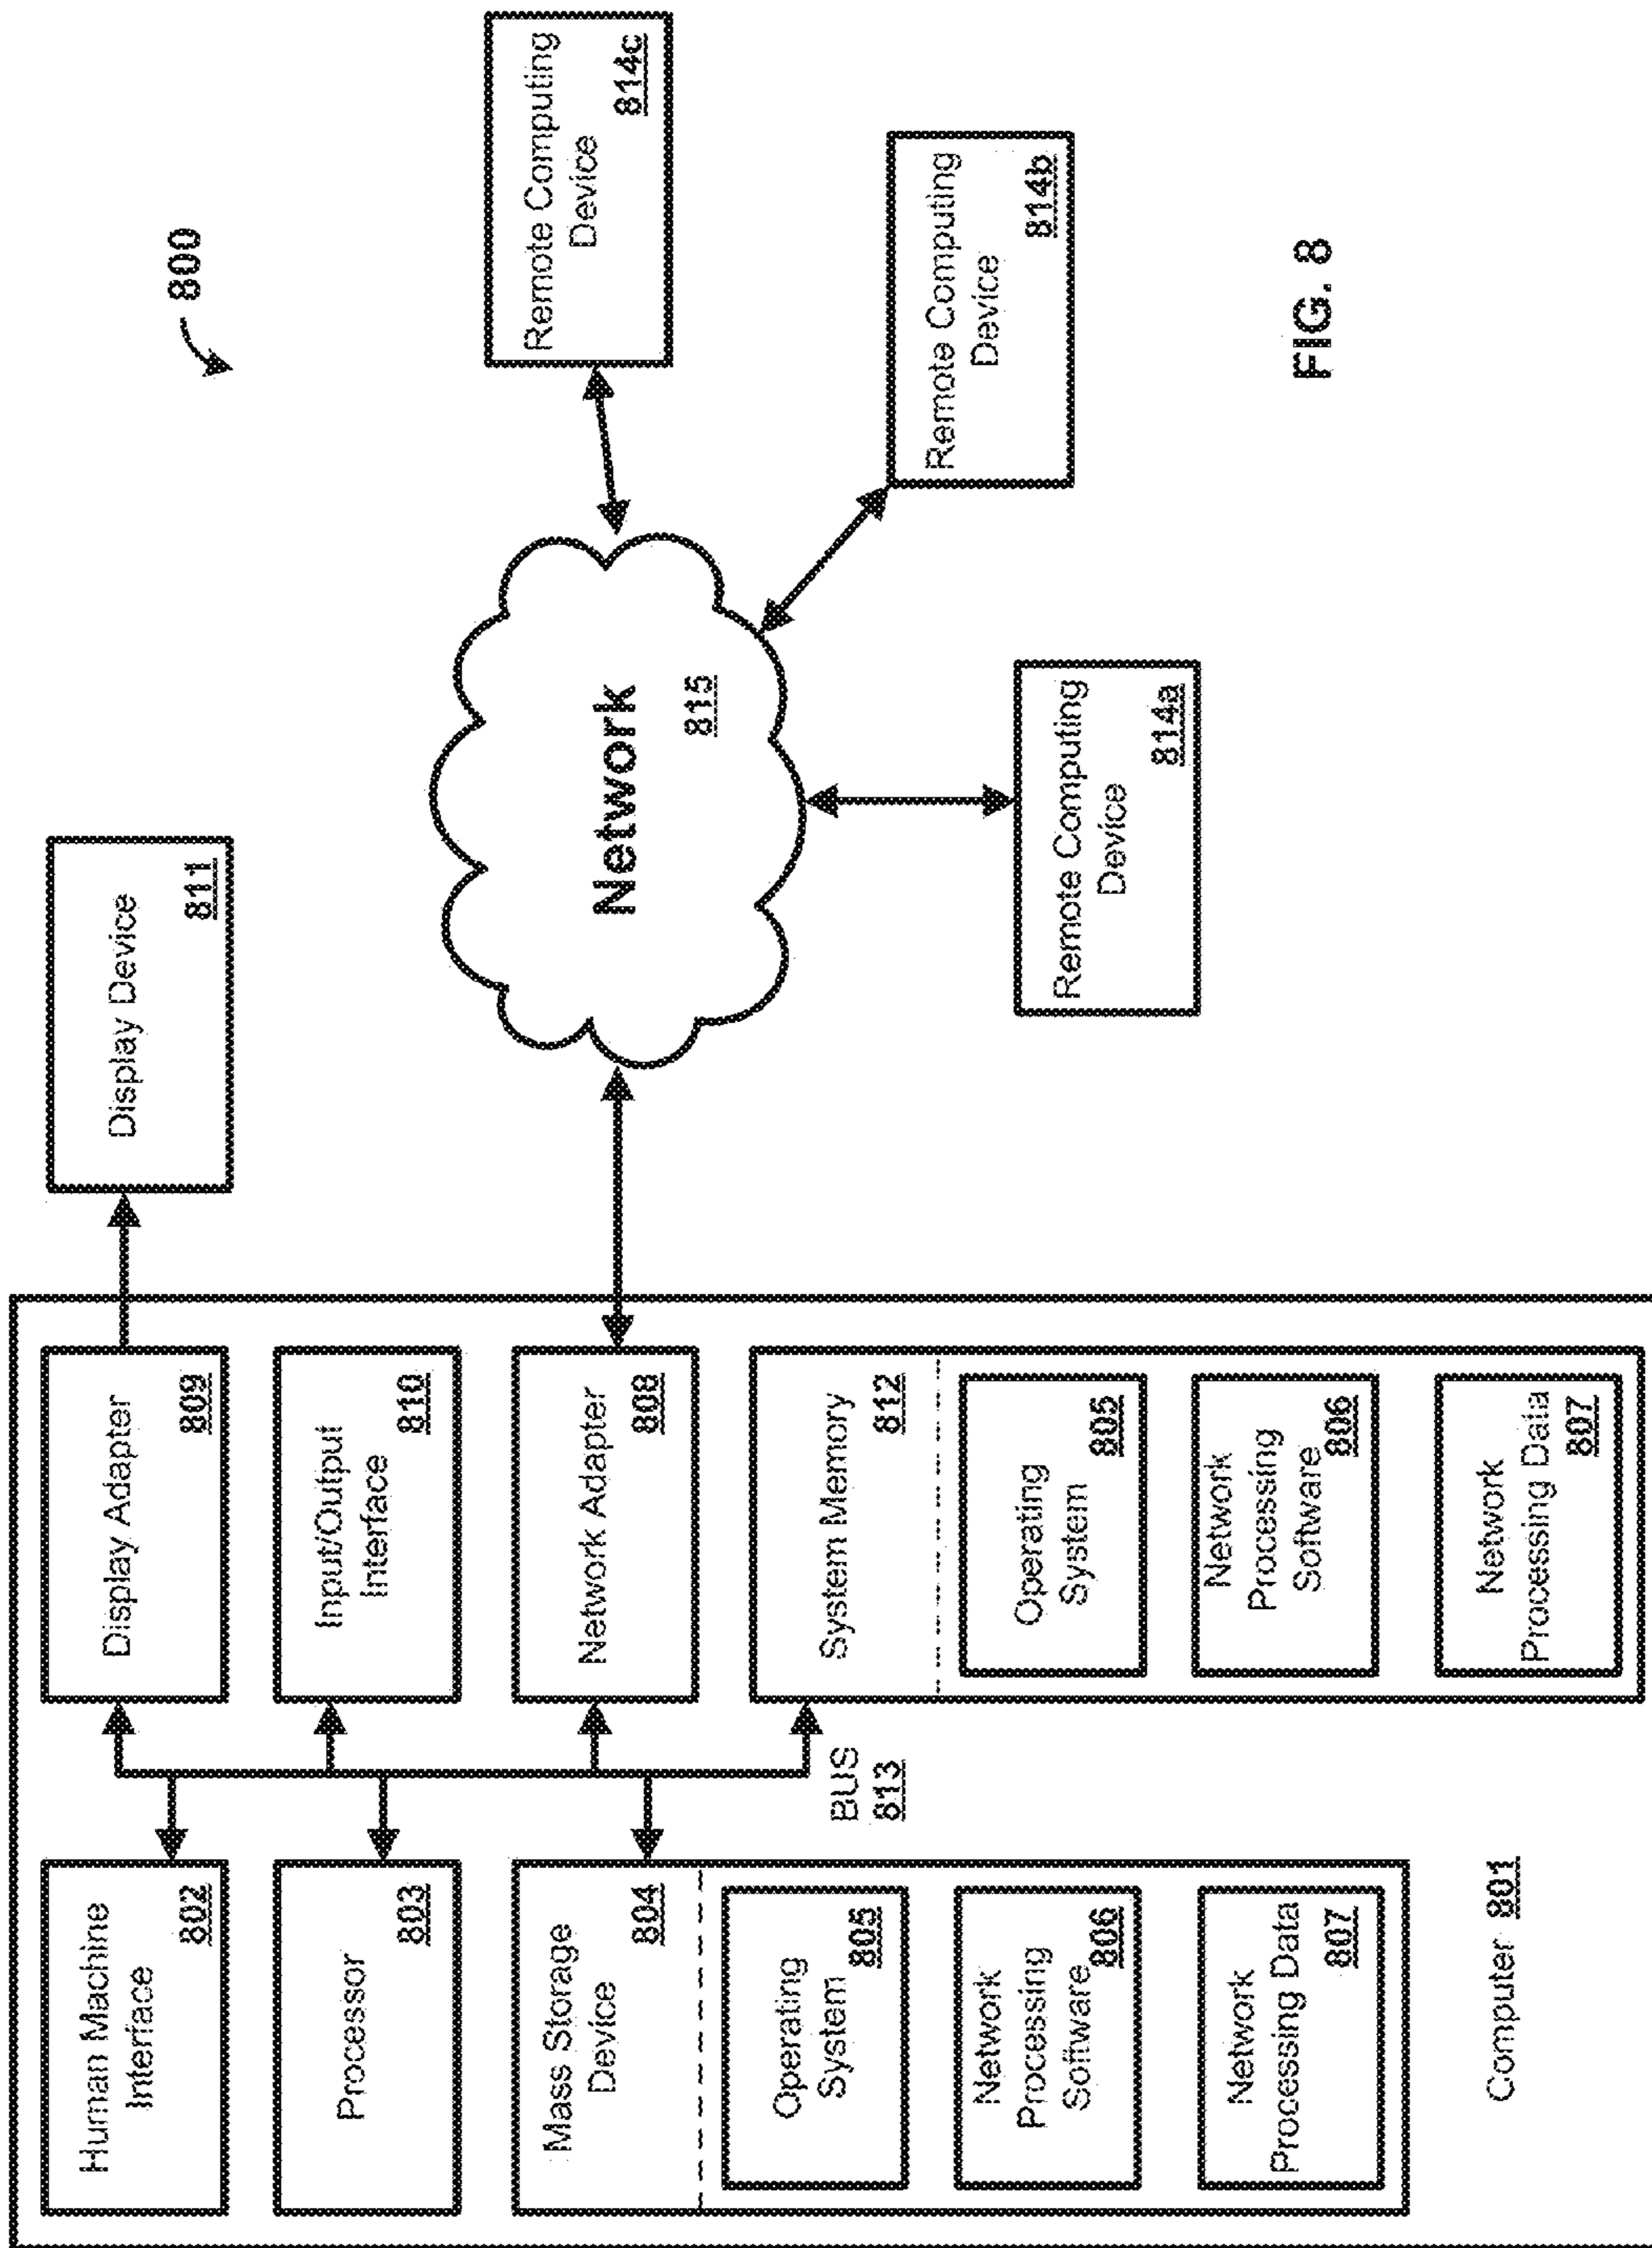 800
Human Machine
Interface
802
Display Adapter
809
Display Device
811
Processor
803
Input/Output
Interface
810
Mass Storage
Device
804
Network Adapter
808
Operating
System
805
Network
Processing
Software
806
Network
Processing Data
807
BUS
813
System Memory
812
Operating
System
805
Network
Processing
Software
806
Network
Processing Data
807
Computer 801
Network
815
Remote Computing
Device
814a
Remote Computing
Device
814b
Remote Computing
Device
814c
FIG. 8